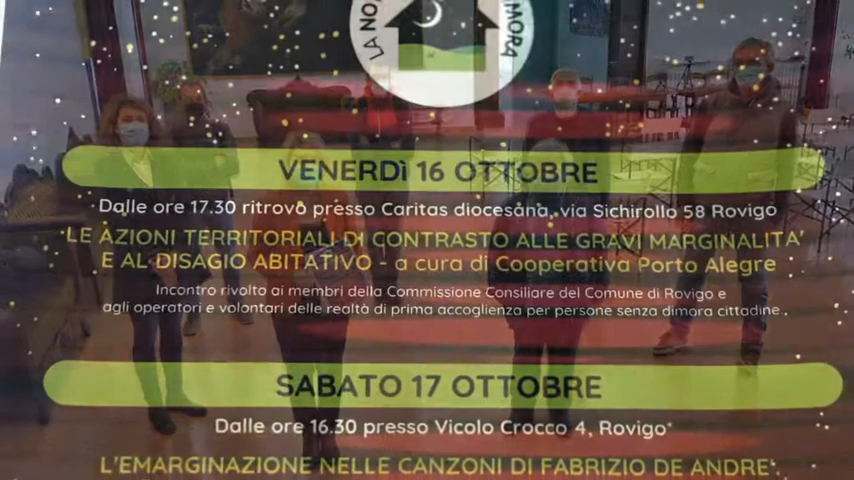 LA NO
MORA
VENERDÌ 16 OTTOBRE
Dalle ore 17.30 ritrovo presso Caritas diocesana, via Sichirollo 58 Rovigo
'LE AZIONI TERRITORIALI DI CONTRASTO ALLE GRAVI MARGINALITA'
E AL DISAGIO ABITATIVO - a cura di Cooperativa Porto Alegre
Incontro rivolto ai membri della Commissione Consiliare del Comune di Rovigo e
agli operatori e volontari delle realtà di prima accoglienza per persone senza dimora cittadine.
SABATO 17 OTTOBRE
Dalle ore 16.30 presso Vicolo Crocco 4, Rovigo*
L'EMARGINAZIONE NELLE CANZONI DI FABRIZIO DE ANDRE'.